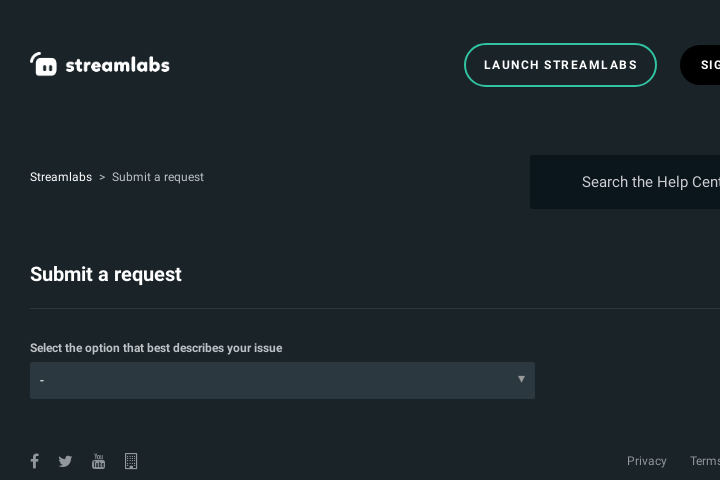 streamlabs
LAUNCH STREAMLABS
SIG
Streamlabs > Submit a request
Search the Help Cent
Submit a request
Select the option that best describes your issue
-
You
Privacy
Terms